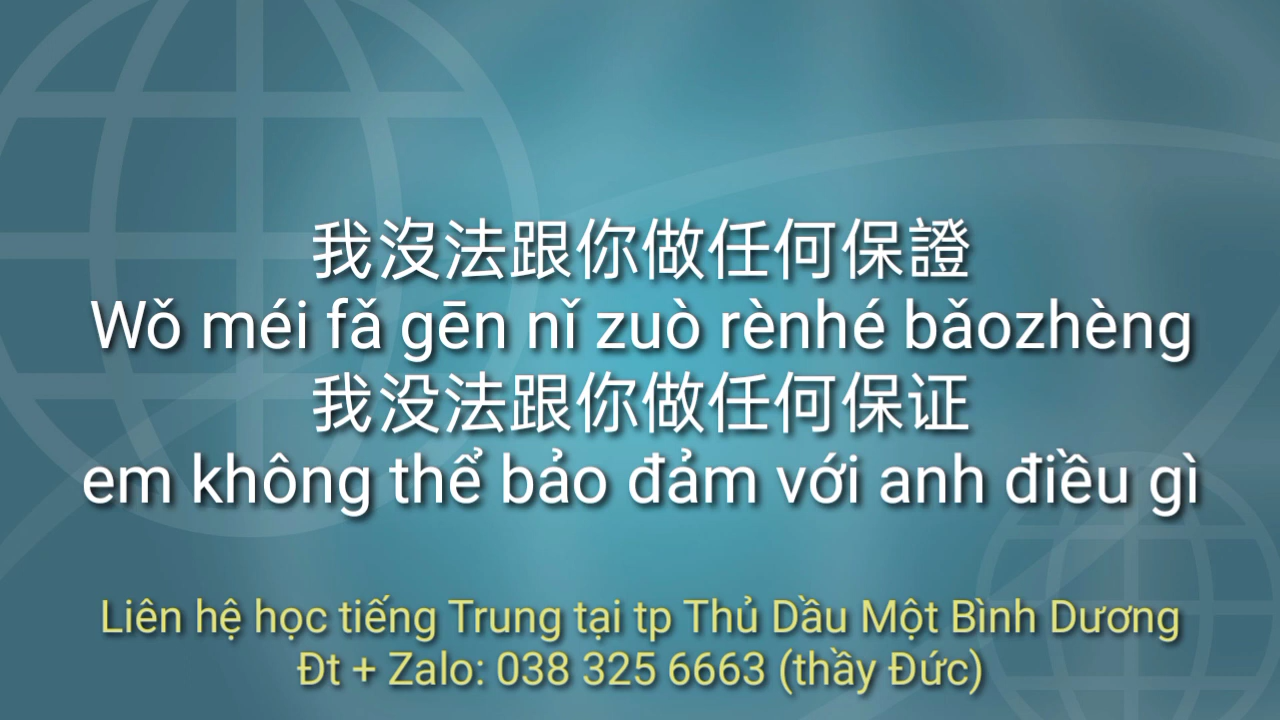 我沒法跟你做任何保證
Wǒ méi fǎ gēn nǐ zuò rènhé bǎozhèng
我没法跟你做任何保证
em không thể bảo đảm với anh điều gì
Liên hệ học tiếng Trung tại tp Thủ Dầu Một Bình Dương
Đt + Zalo: 038 325 6663 (thầy Đức)